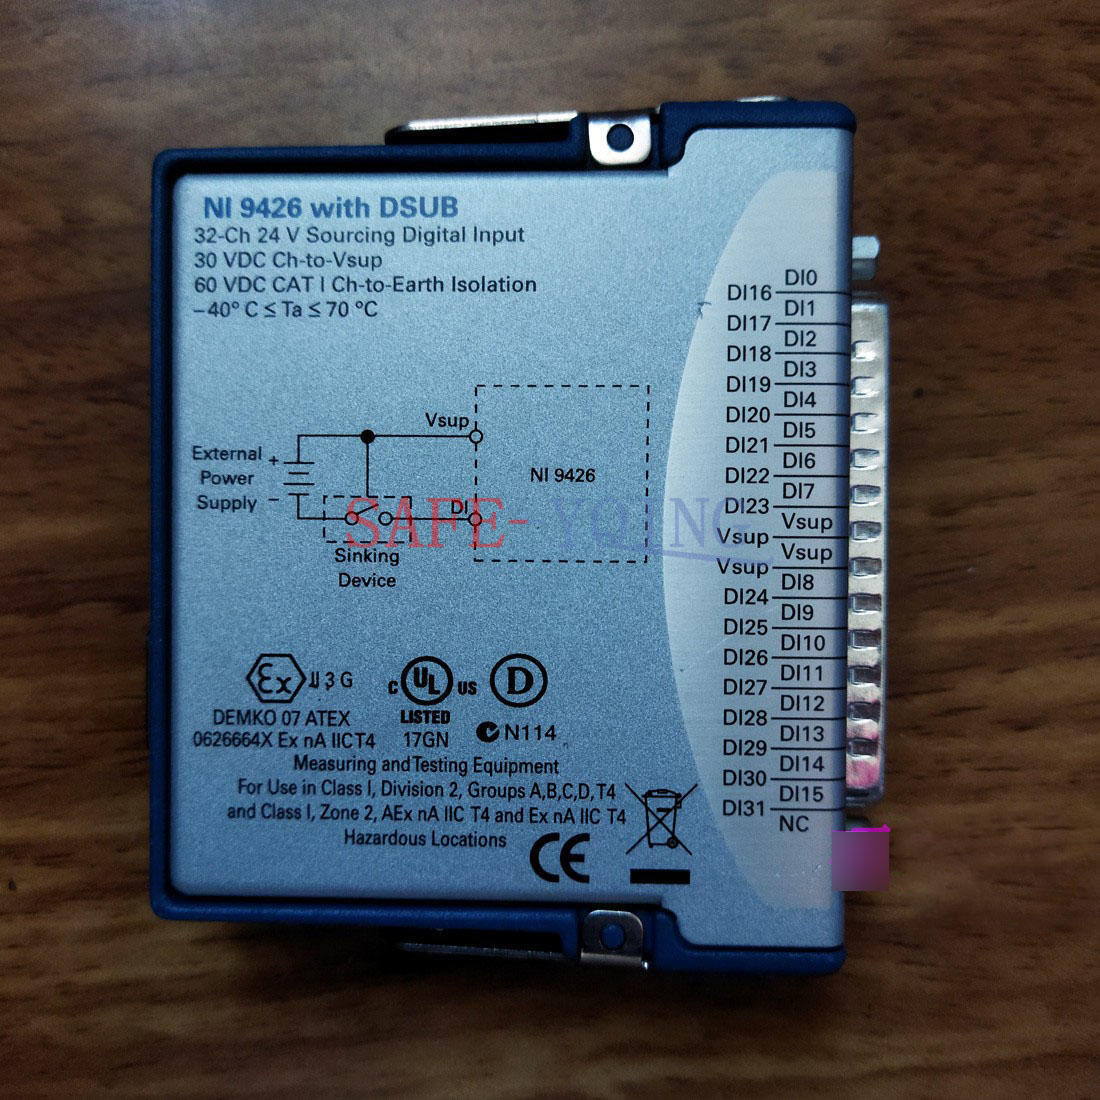 NI 9426 with DSUB
32-Ch 24 V Sourcing Digital Input
30 VDC Ch-to-Vsup
60 VDC CAT I Ch-to-Earth Isolation
–40° C ≤ Ta ≤ 70 °C
Vsup
External
Power
Supply
+
–
NI 9426
DI
Sinking
Device
SAFE-YQING
Ex II 3 G
DEMKO 07 ATEX
0626664X Ex nA IIC T4
C UL US
LISTED
17GN
D
N114
Measuring and Testing Equipment
For Use in Class I, Division 2, Groups A,B,C,D, T4
and Class I, Zone 2, AEx nA IIC T4 and Ex nA IIC T4
Hazardous Locations
CE
DI0
DI16
DI1
DI17
DI2
DI18
DI3
DI19
DI4
DI20
DI5
DI21
DI6
DI22
DI7
DI23
Vsup
Vsup
Vsup
Vsup
DI8
DI24
DI9
DI25
DI10
DI26
DI11
DI27
DI12
DI28
DI13
DI29
DI14
DI30
DI15
DI31
NC